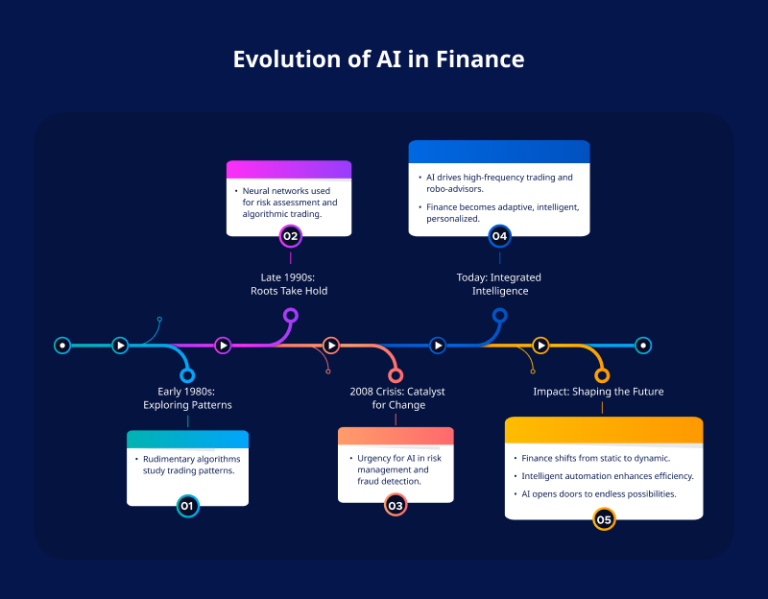 Evolution of AI in Finance
• Neural networks used
for risk assessment and
algorithmic trading.
02
Late 1990s:
Roots Take Hold
• AI drives high-frequency trading and
robo-advisors.
• Finance becomes adaptive, intelligent,
personalized.
04
Today: Integrated
Intelligence
Early 1980s:
Exploring Patterns
• Rudimentary algorithms
study trading patterns.
01
2008 Crisis: Catalyst
for Change
• Urgency for AI in risk
management and
fraud detection.
03
Impact: Shaping the Future
• Finance shifts from static to dynamic.
• Intelligent automation enhances efficiency.
• AI opens doors to endless possibilities.
05